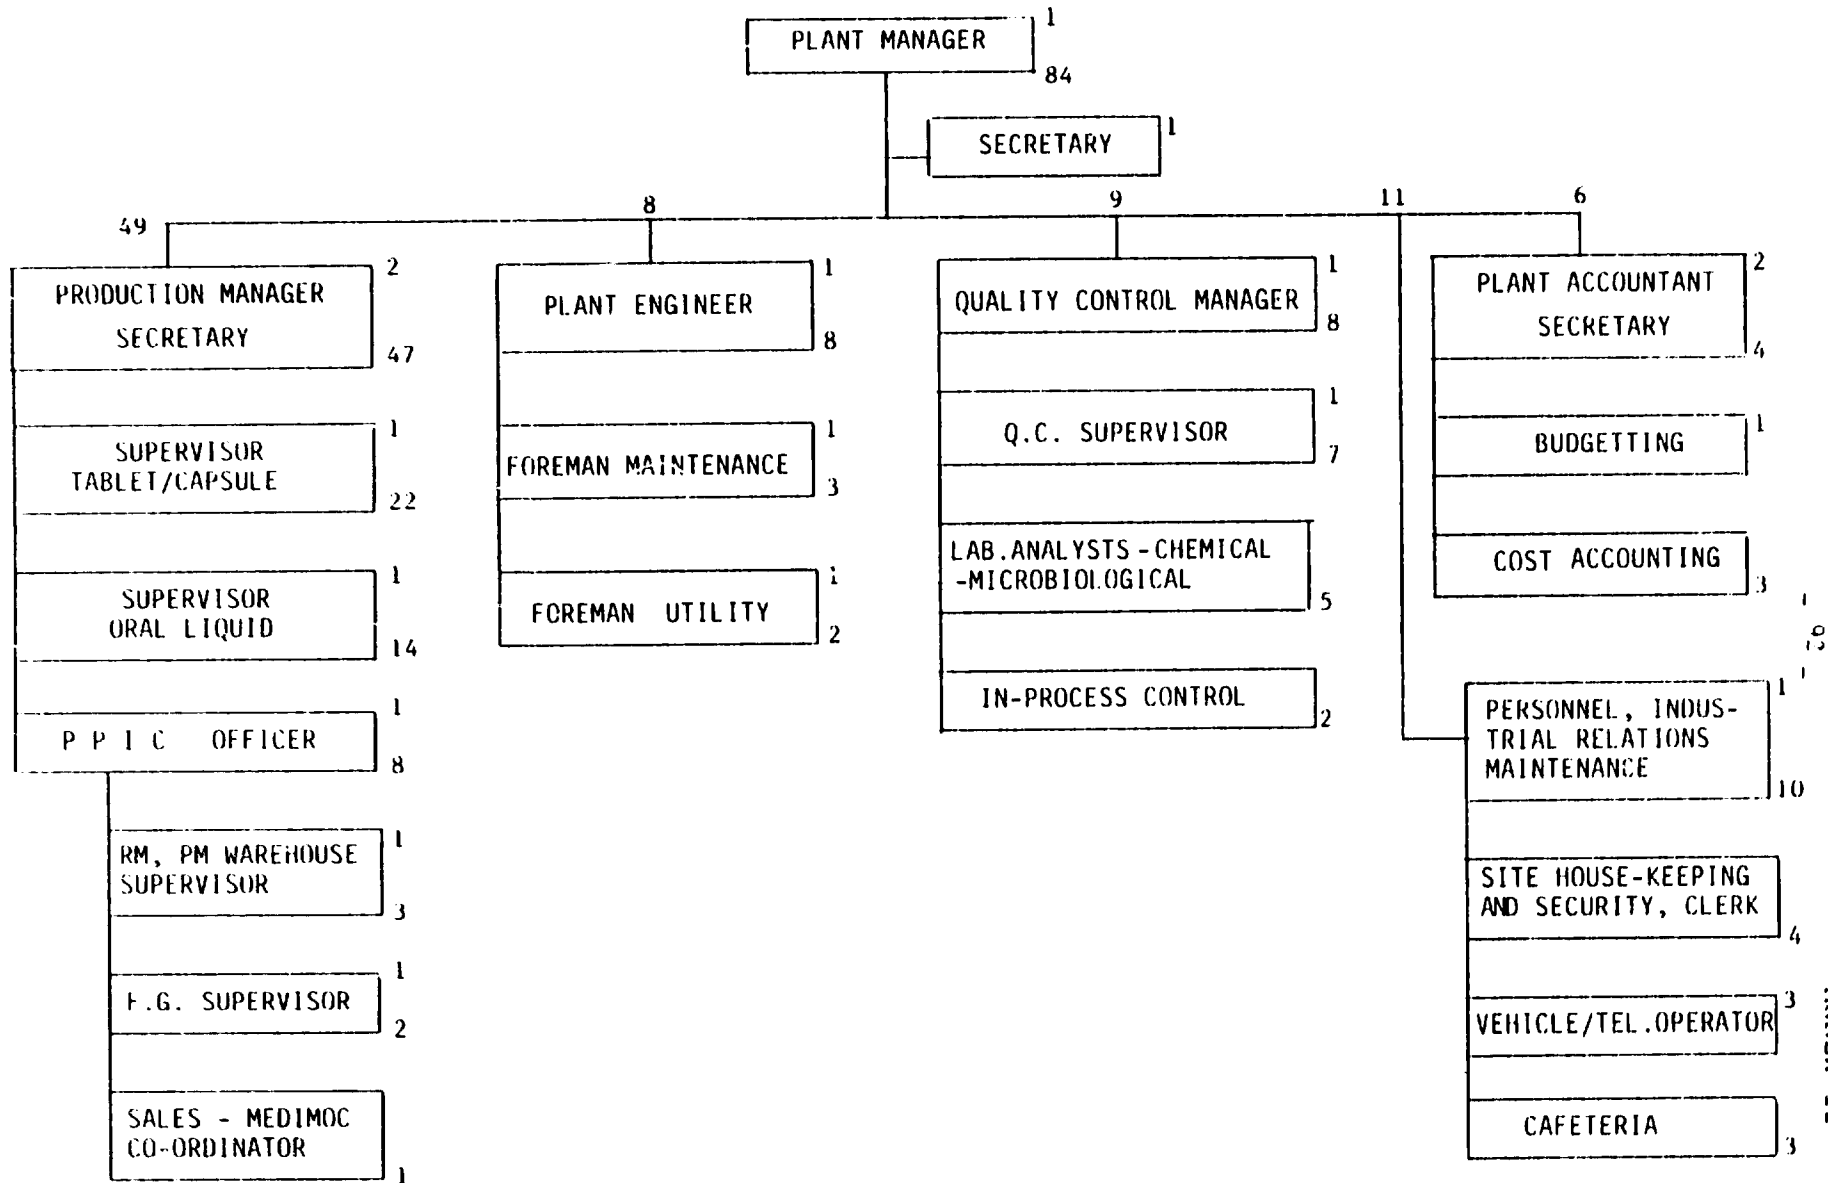 1
PLANT MANAGER
84
SECRETARY
1
49
8
9
11
6
2
PRODUCTION MANAGER
SECRETARY
47
1
SUPERVISOR
TABLET/CAPSULE
22
1
SUPERVISOR
ORAL LIQUID
14
1
P P I C OFFICER
8
1
RM, PM WAREHOUSE
SUPERVISOR
3
1
F.G. SUPERVISOR
2
SALES - MEDIMOC
CO-ORDINATOR
1
1
PLANT ENGINEER
8
1
FOREMAN MAINTENANCE
3
1
FOREMAN UTILITY
2
1
QUALITY CONTROL MANAGER
8
1
Q.C. SUPERVISOR
7
LAB.ANALYSTS - CHEMICAL
-MICROBIOLOGICAL
5
IN-PROCESS CONTROL
2
2
PLANT ACCOUNTANT
SECRETARY
4
1
BUDGETTING
COST ACCOUNTING
3
1
PERSONNEL, INDUS-
TRIAL RELATIONS
MAINTENANCE
10
SITE HOUSE-KEEPING
AND SECURITY, CLERK
4
3
VEHICLE/TEL.OPERATOR
CAFETERIA
3